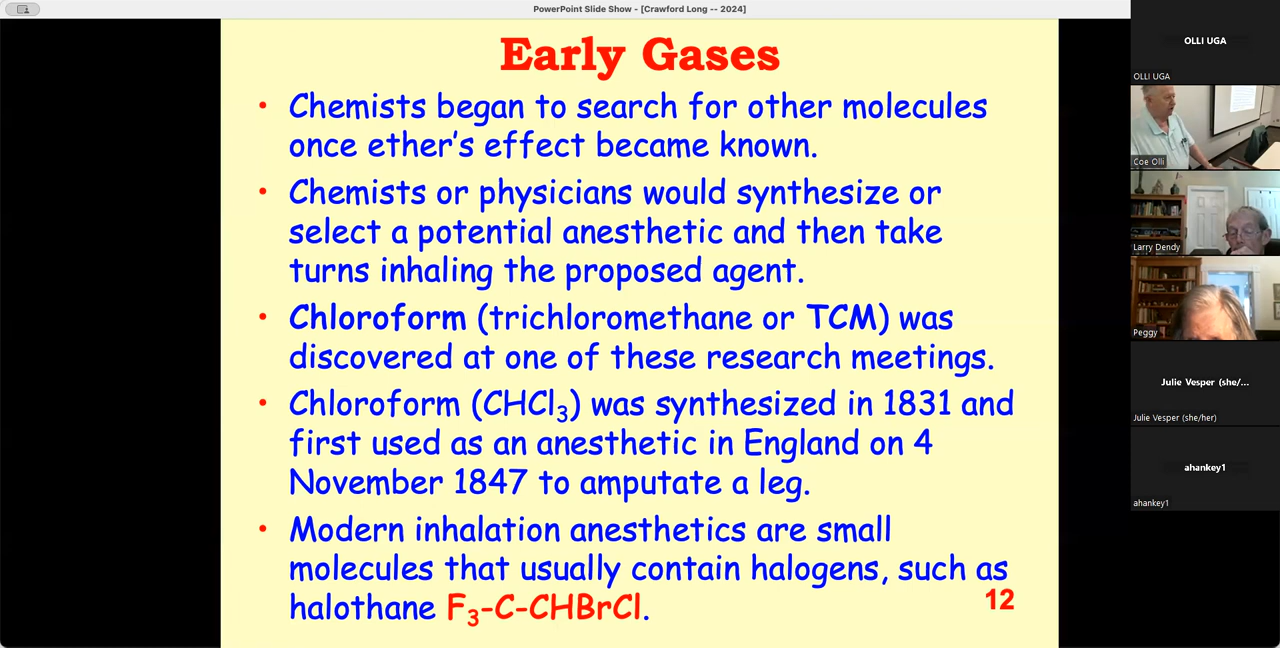 PowerPoint Slide Show - [Crawford Long -- 2024]
Early Gases
• Chemists began to search for other molecules
once ether's effect became known.
• Chemists or physicians would synthesize or
select a potential anesthetic and then take
turns inhaling the proposed agent.
• Chloroform (trichloromethane or TCM) was
discovered at one of these research meetings.
• Chloroform (CHCl₃) was synthesized in 1831 and
first used as an anesthetic in England on 4
November 1847 to amputate a leg.
• Modern inhalation anesthetics are small
molecules that usually contain halogens, such as
halothane F₃-C-CHBrCl.
12
OLLI UGA
OLLI UGA
Coe Olli
Larry Dendy
Peggy
Julie Vesper (she/...
Julie Vesper (she/her)
ahankey1
ahankey1